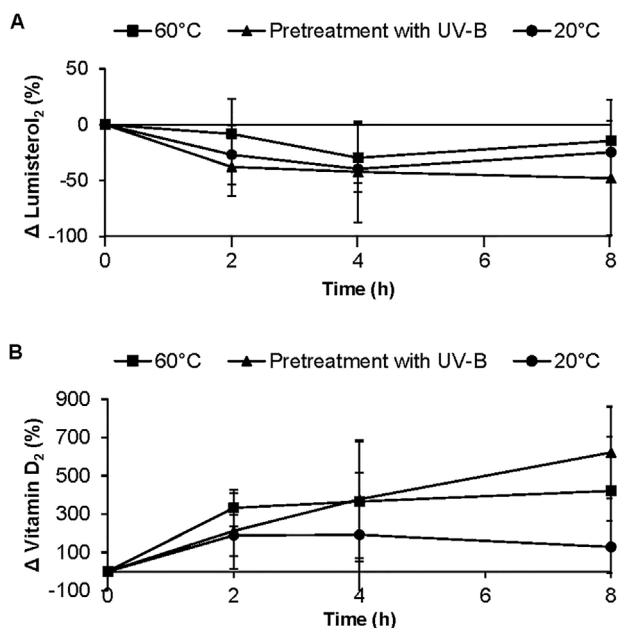 A
60°C Pretreatment with UV-B 20°C
Δ Lumisterol₂ (%)
50
0
-50
-100
0 2 4 6 8
Time (h)
B
60°C Pretreatment with UV-B 20°C
Δ Vitamin D₂ (%)
900
700
500
300
100
-100
0 2 4 6 8
Time (h)